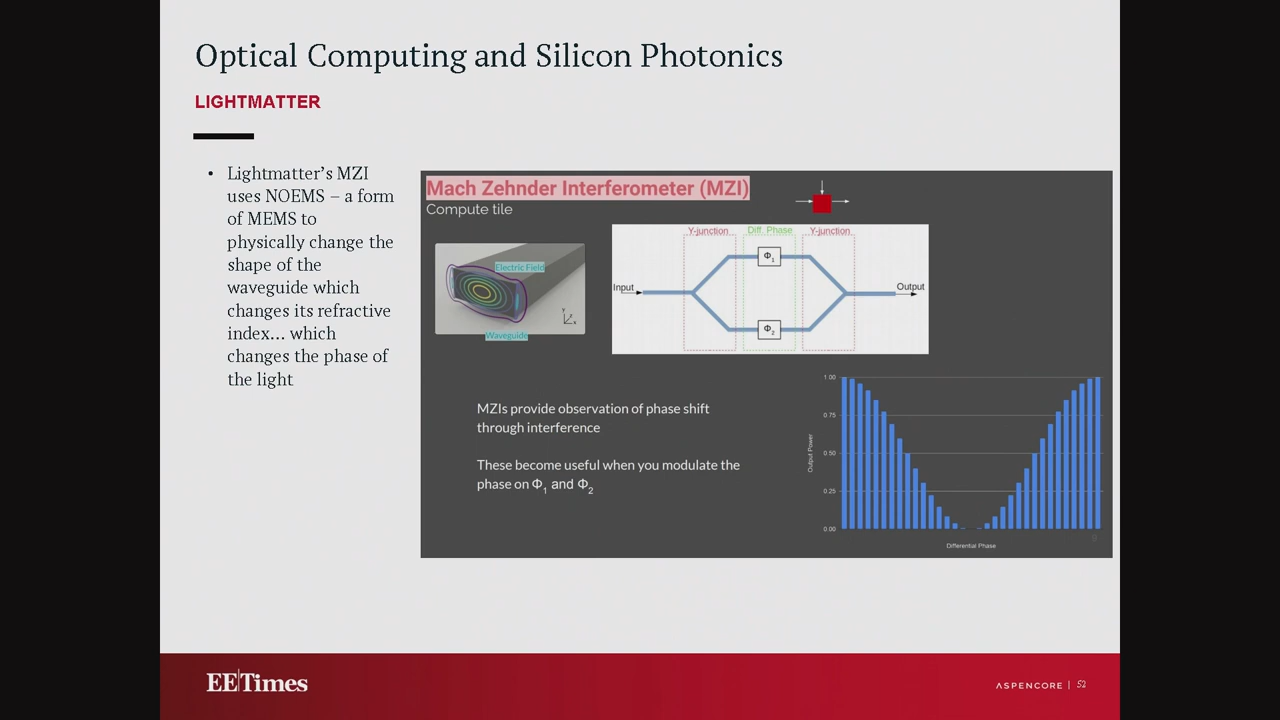 Optical Computing and Silicon Photonics
LIGHTMATTER
• Lightmatter's MZI
uses NOEMS – a form
of MEMS to
physically change the
shape of the
waveguide which
changes its refractive
index... which
changes the phase of
the light
Mach Zehnder Interferometer (MZI)
Compute tile
Electric Field
Waveguide
Y
Z
X
Y-junction
Diff. Phase
Y-junction
Φ1
Input
Output
Φ2
MZIs provide observation of phase shift
through interference
These become useful when you modulate the
phase on Φ1 and Φ2
1.00
0.75
0.50
0.25
0.00
Output Power
Differential Phase
9
EE|Times
ASPENCORE | 52